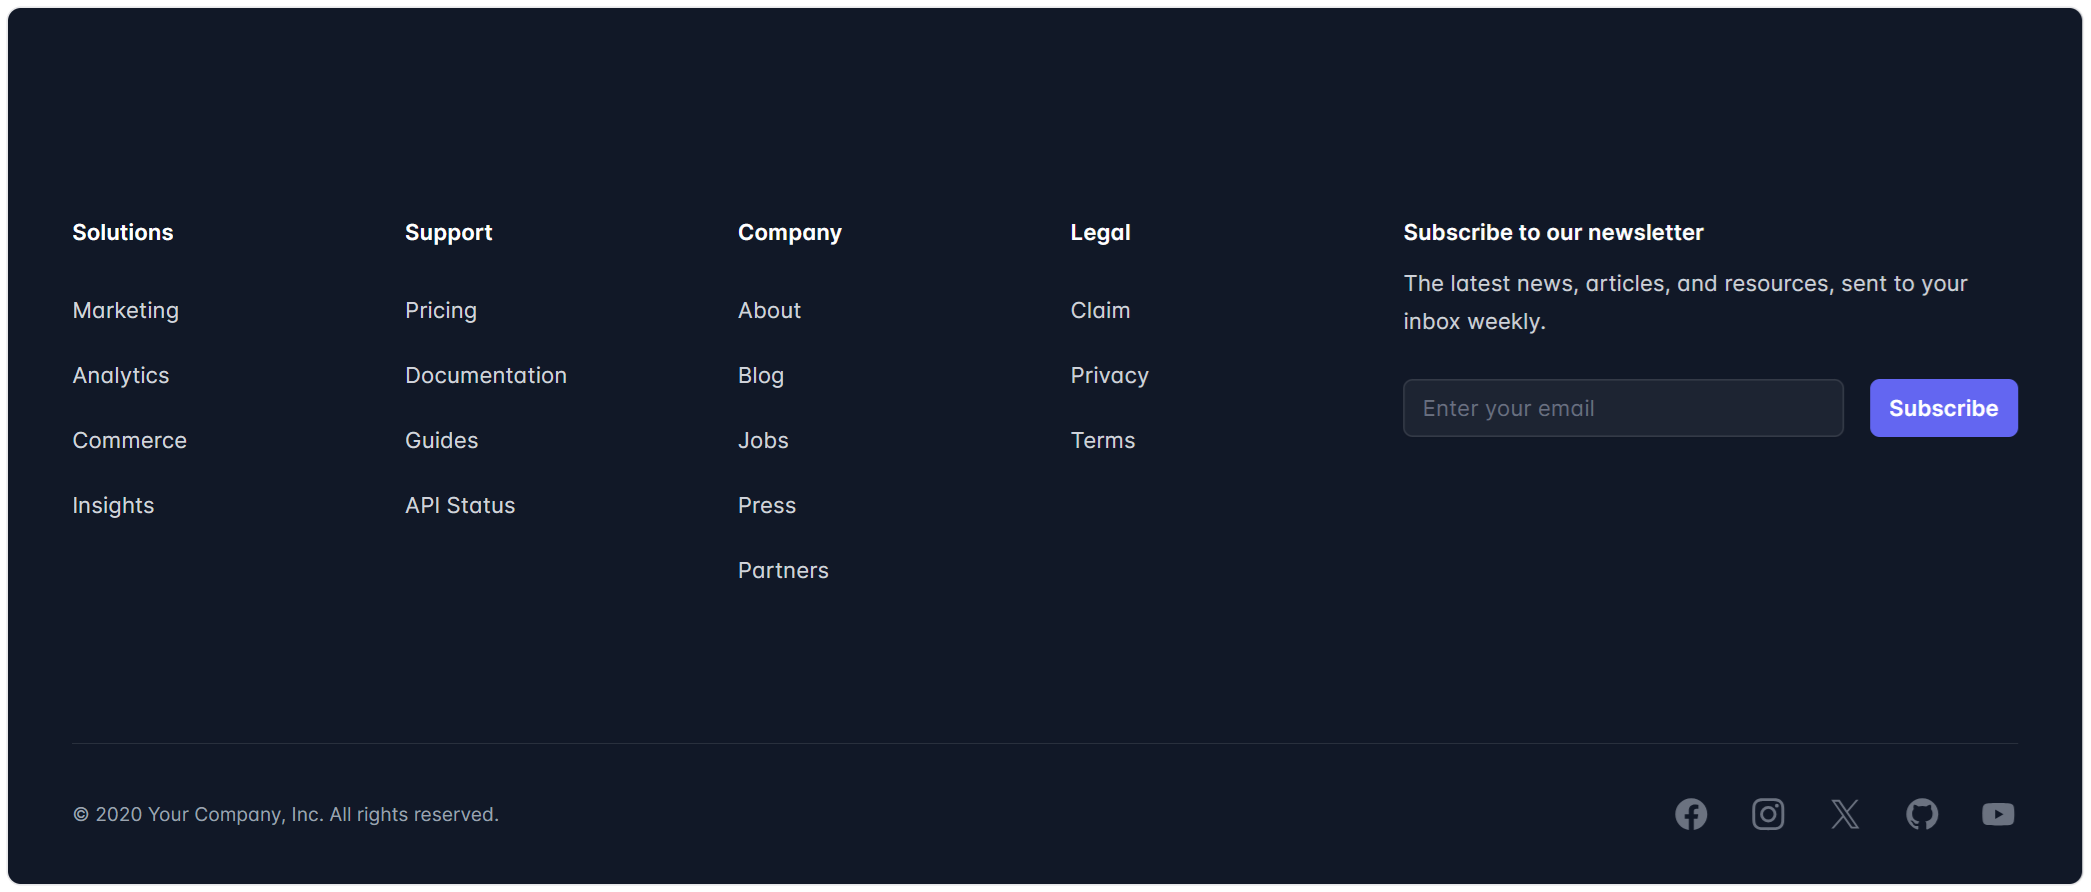 Solutions
Marketing
Analytics
Commerce
Insights
Support
Pricing
Documentation
Guides
API Status
Company
About
Blog
Jobs
Press
Partners
Legal
Claim
Privacy
Terms
Subscribe to our newsletter
The latest news, articles, and resources, sent to your
inbox weekly.
Enter your email
Subscribe
© 2020 Your Company, Inc. All rights reserved.